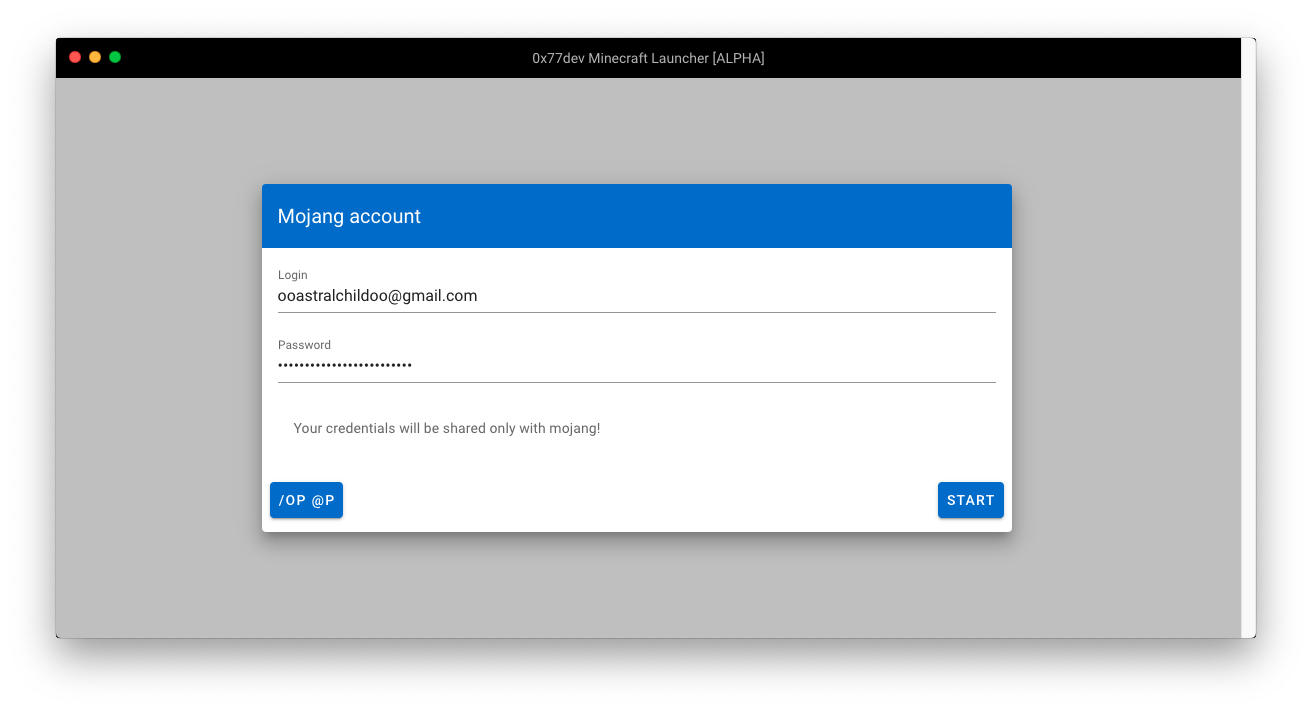 0x77dev Minecraft Launcher [ALPHA]
Mojang account
Login
ooastralchildoo@gmail.com
Password
•••••••••••••••••••••••••
Your credentials will be shared only with mojang!
/OP @P
START